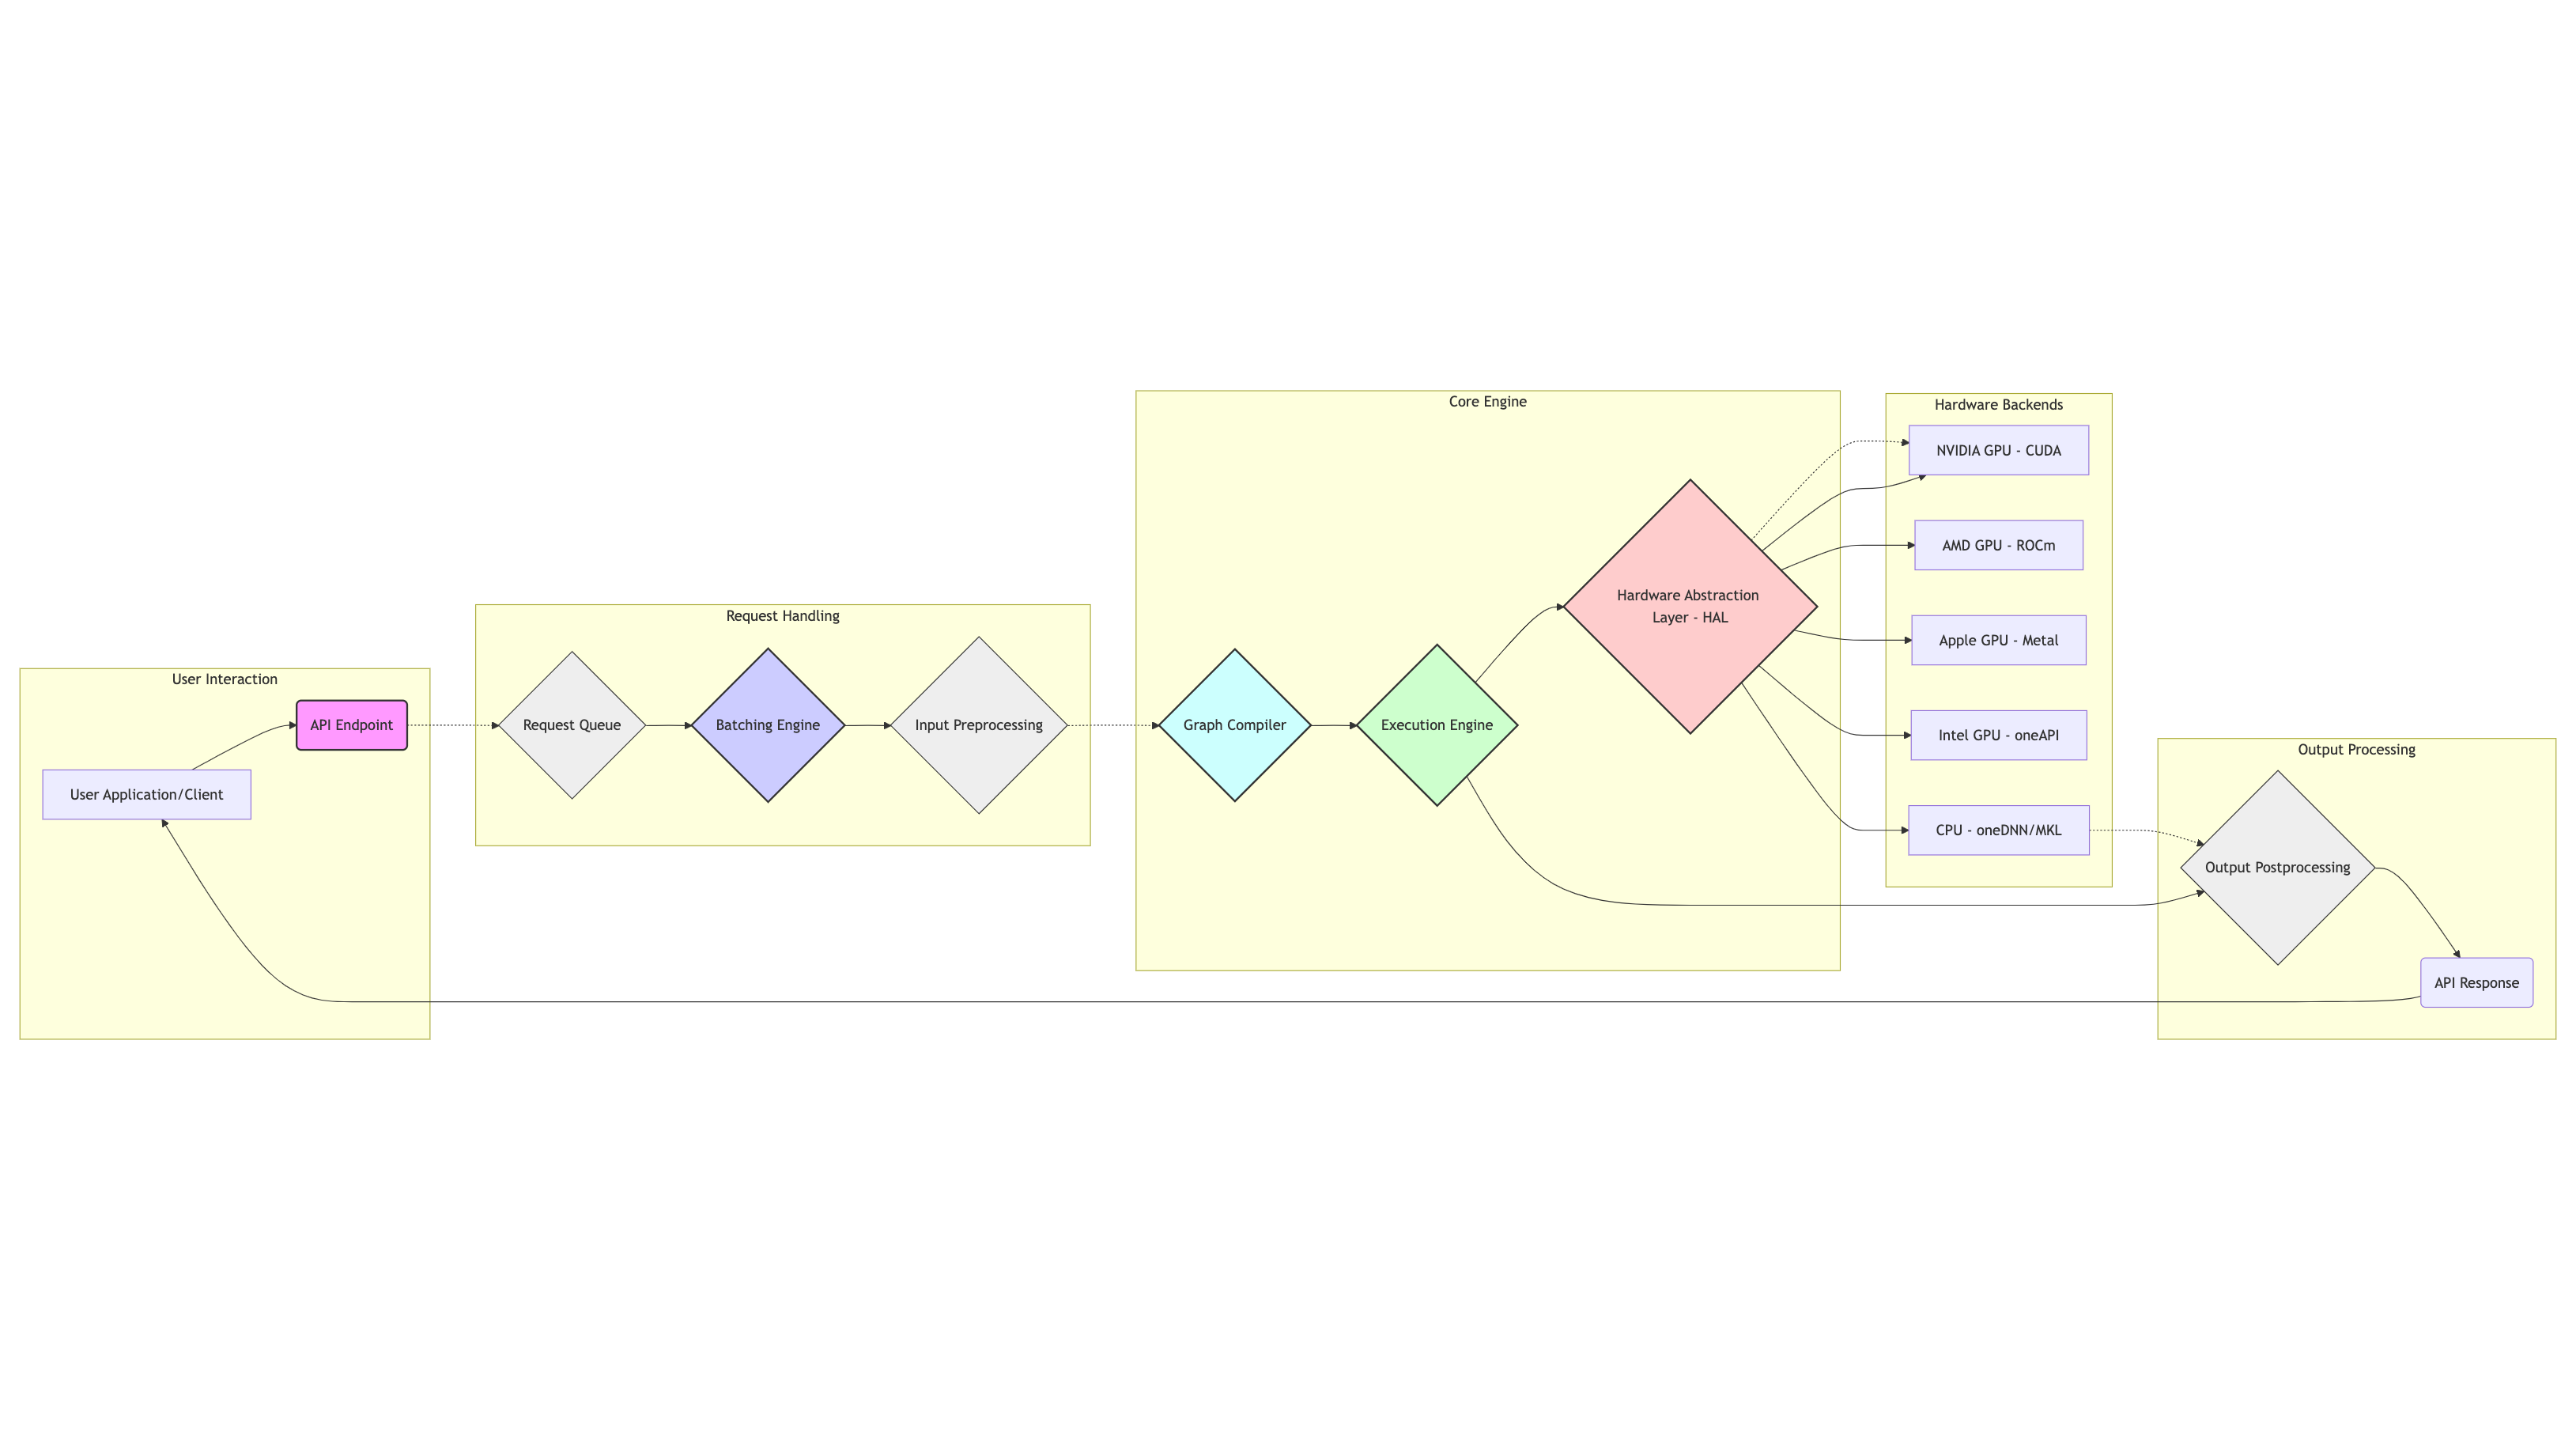 User Interaction
API Endpoint
User Application/Client
Request Handling
Request Queue
Batching Engine
Input Preprocessing
Core Engine
Graph Compiler
Execution Engine
Hardware Abstraction
Layer - HAL
Hardware Backends
NVIDIA GPU - CUDA
AMD GPU - ROCm
Apple GPU - Metal
Intel GPU - oneAPI
CPU - oneDNN/MKL
Output Processing
Output Postprocessing
API Response